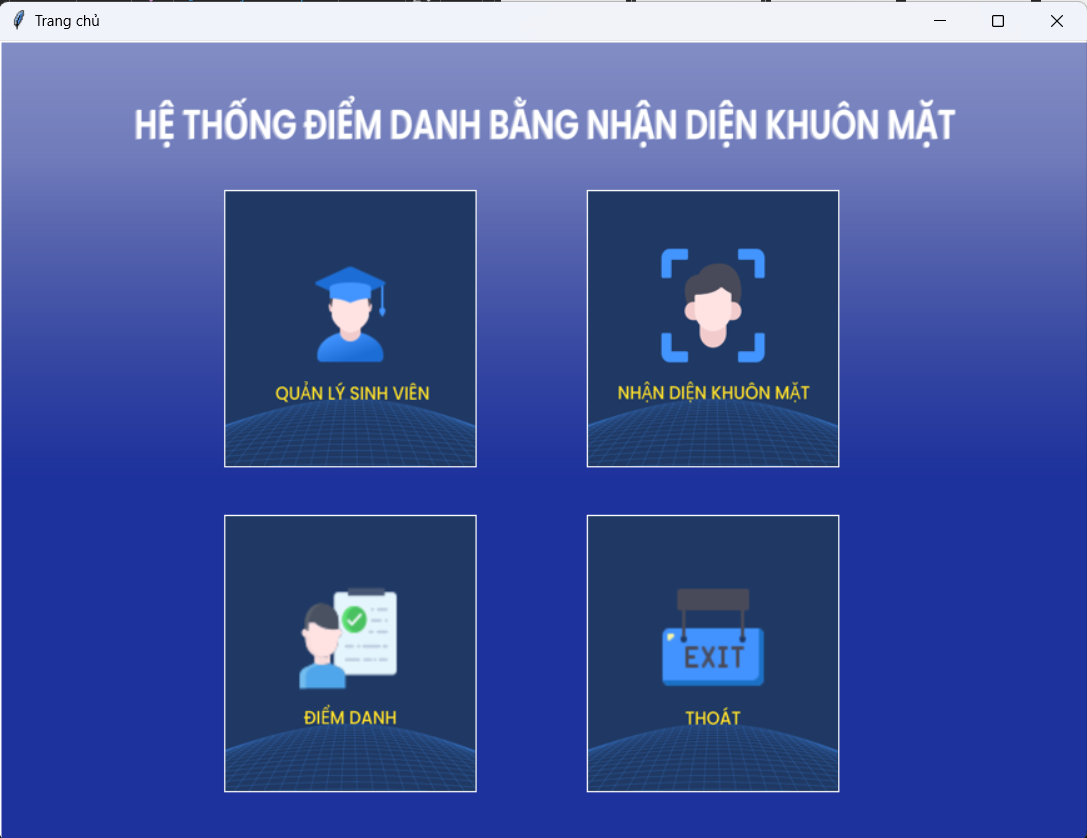 Trang chủ
HỆ THỐNG ĐIỂM DANH BẰNG NHẬN DIỆN KHUÔN MẶT
QUẢN LÝ SINH VIÊN
NHẬN DIỆN KHUÔN MẶT
EXIT
ĐIỂM DANH
THOÁT